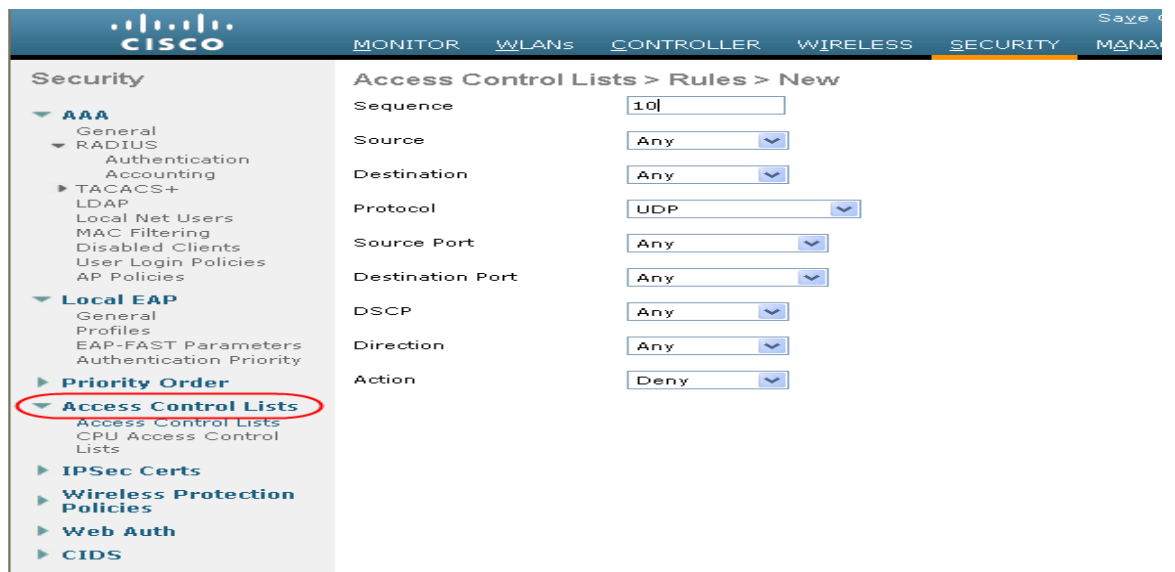 Save
CISCO
MONITOR WLANs CONTROLLER WIRELESS SECURITY
Security
AAA
General
RADIUS
Authentication
Accounting
TACACS+
LDAP
Local Net Users
MAC Filtering
Disabled Clients
User Login Policies
AP Policies
Local EAP
General
Profiles
EAP-FAST Parameters
Authentication Priority
Priority Order
Access Control Lists
Access Control Lists
CPU Access Control
Lists
IPSec Certs
Wireless Protection
Policies
Web Auth
CIDS
Access Control Lists > Rules > New
Sequence 10
Source Any
Destination Any
Protocol UDP
Source Port Any
Destination Port Any
DSCP Any
Direction Any
Action Deny